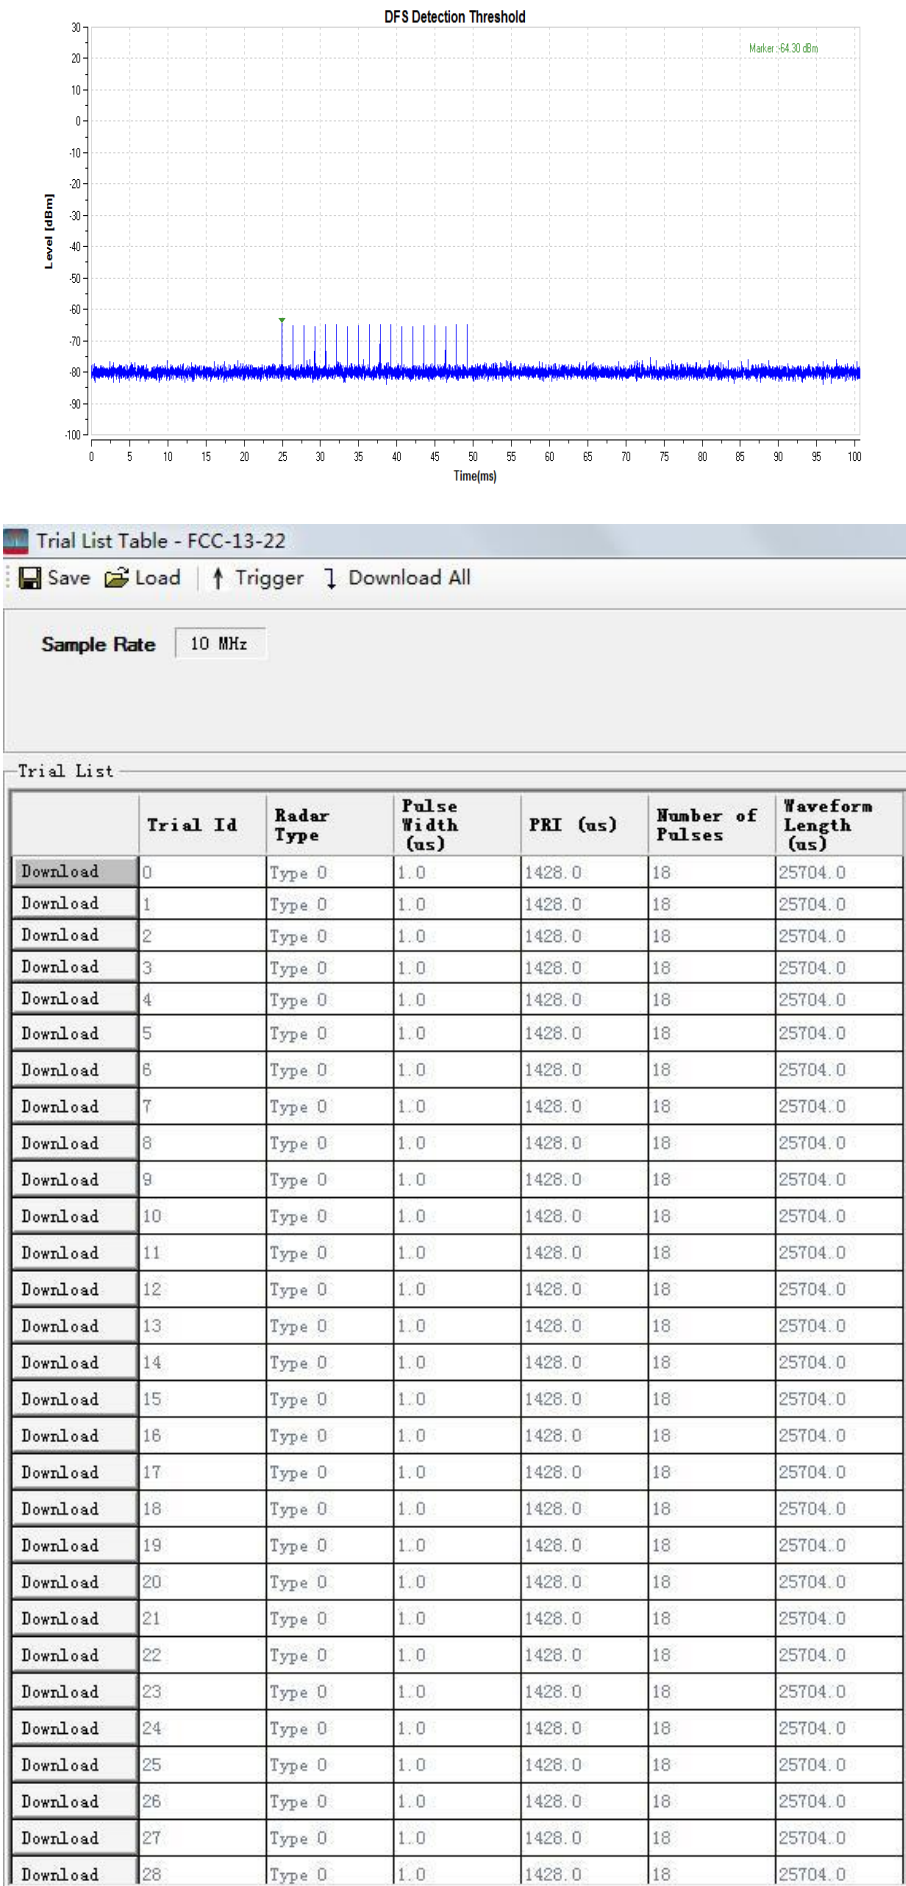 DFS Detection Threshold
Marker:-64.30 dBm
30
20
10
0
-10
-20
-30
-40
-50
-60
-70
-80
-90
-100
Level [dBm]
0 5 10 15 20 25 30 35 40 45 50 55 60 65 70 75 80 85 90 95 100
Time(ms)
Trial List Table - FCC-13-22
Save Load Trigger Download All
Sample Rate 10 MHz
Trial List
Trial Id Radar Type Pulse Width (us) PRI (us) Number of Pulses Waveform Length (us)
Download 0 Type 0 1.0 1428.0 18 25704.0
Download 1 Type 0 1.0 1428.0 18 25704.0
Download 2 Type 0 1.0 1428.0 18 25704.0
Download 3 Type 0 1.0 1428.0 18 25704.0
Download 4 Type 0 1.0 1428.0 18 25704.0
Download 5 Type 0 1.0 1428.0 18 25704.0
Download 6 Type 0 1.0 1428.0 18 25704.0
Download 7 Type 0 1.0 1428.0 18 25704.0
Download 8 Type 0 1.0 1428.0 18 25704.0
Download 9 Type 0 1.0 1428.0 18 25704.0
Download 10 Type 0 1.0 1428.0 18 25704.0
Download 11 Type 0 1.0 1428.0 18 25704.0
Download 12 Type 0 1.0 1428.0 18 25704.0
Download 13 Type 0 1.0 1428.0 18 25704.0
Download 14 Type 0 1.0 1428.0 18 25704.0
Download 15 Type 0 1.0 1428.0 18 25704.0
Download 16 Type 0 1.0 1428.0 18 25704.0
Download 17 Type 0 1.0 1428.0 18 25704.0
Download 18 Type 0 1.0 1428.0 18 25704.0
Download 19 Type 0 1.0 1428.0 18 25704.0
Download 20 Type 0 1.0 1428.0 18 25704.0
Download 21 Type 0 1.0 1428.0 18 25704.0
Download 22 Type 0 1.0 1428.0 18 25704.0
Download 23 Type 0 1.0 1428.0 18 25704.0
Download 24 Type 0 1.0 1428.0 18 25704.0
Download 25 Type 0 1.0 1428.0 18 25704.0
Download 26 Type 0 1.0 1428.0 18 25704.0
Download 27 Type 0 1.0 1428.0 18 25704.0
Download 28 Type 0 1.0 1428.0 18 25704.0